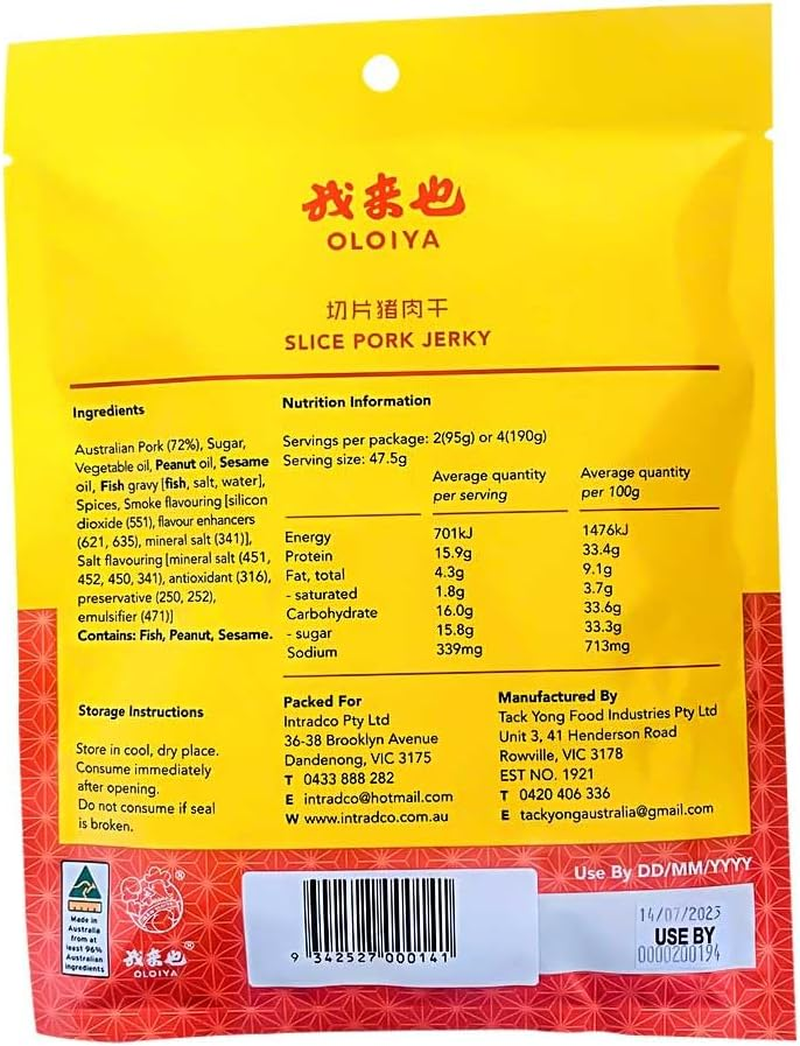 我来也
OLOIYA
切片猪肉干
SLICE PORK JERKY
Ingredients
Australian Pork (72%), Sugar,
Vegetable oil, Peanut oil, Sesame
oil, Fish gravy [fish, salt, water],
Spices, Smoke flavouring [silicon
dioxide (551), flavour enhancers
(621, 635), mineral salt (341)],
Salt flavouring [mineral salt (451,
452, 450, 341), antioxidant (316),
preservative (250, 252),
emulsifier (471)]
Contains: Fish, Peanut, Sesame.
Nutrition Information
Servings per package: 2(95g) or 4(190g)
Serving size: 47.5g
Average quantity per serving Average quantity per 100g
Energy 701kJ 1476kJ
Protein 15.9g 33.4g
Fat, total 4.3g 9.1g
- saturated 1.8g 3.7g
Carbohydrate 16.0g 33.6g
- sugar 15.8g 33.3g
Sodium 339mg 713mg
Storage Instructions
Store in cool, dry place.
Consume immediately
after opening.
Do not consume if seal
is broken.
Packed For
Intradco Pty Ltd
36-38 Brooklyn Avenue
Dandenong, VIC 3175
T 0433 888 282
E intradco@hotmail.com
W www.intradco.com.au
Manufactured By
Tack Yong Food Industries Pty Ltd
Unit 3, 41 Henderson Road
Rowville, VIC 3178
EST NO. 1921
T 0420 406 336
E tackyongaustralia@gmail.com
Made in
Australia
from at
least 96%
Australian
ingredients
®
我来也®
OLOIYA
9 342527 000141
Use By DD/MM/YYYY
14/07/2023
USE BY
0000200194